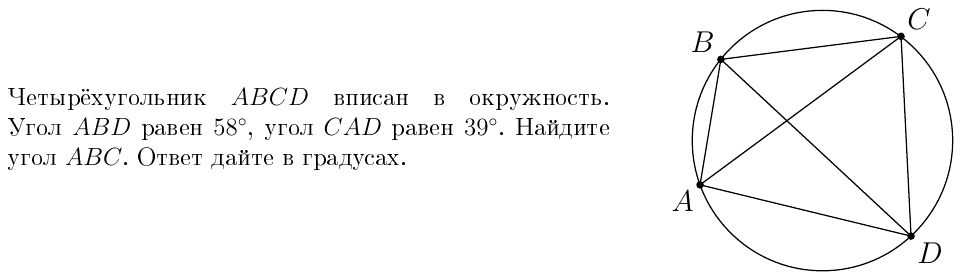 Четырёхугольник ABCD вписан в окружность.
Угол ABD равен 58°, угол CAD равен 39°. Найдите
угол ABC. Ответ дайте в градусах.
C
B
A
D